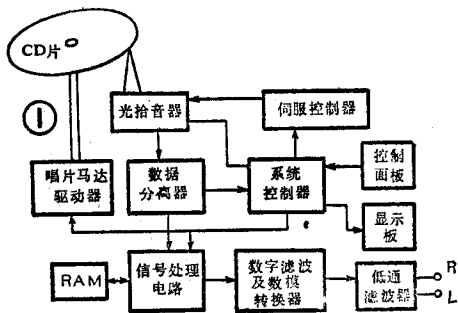 CD片
①
光拾音器
伺服控制器
唱片马达
驱动器
数据
分离器
系统
控制器
控制
面板
显示
板
RAM
信号处理
电路
数字滤波
及数模
转换器
低通
滤波器
R
L